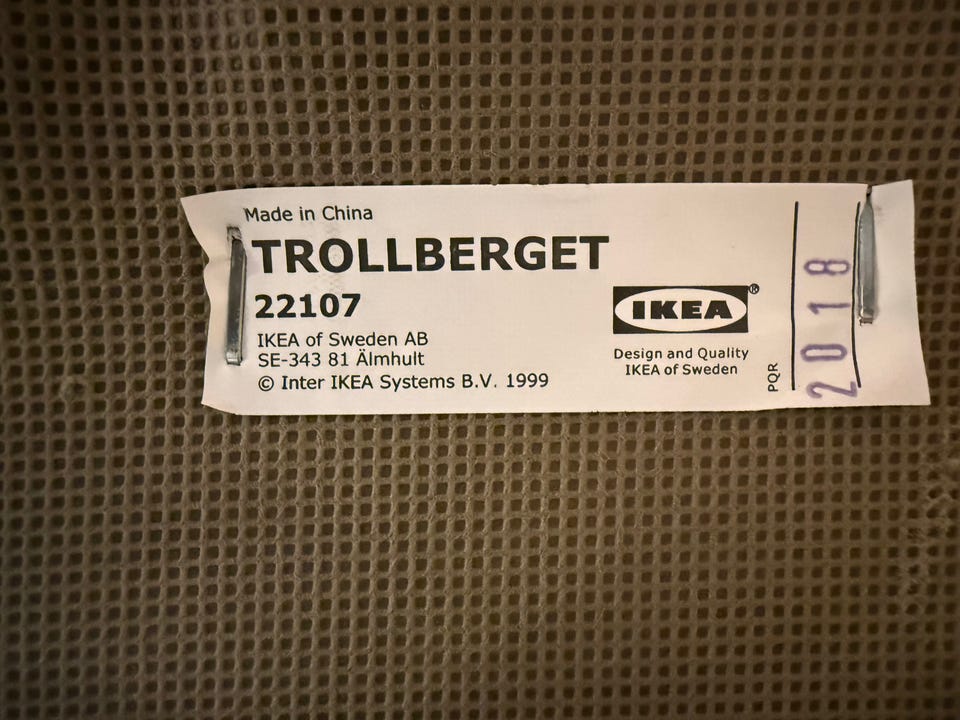 Made in China
TROLLBERGET
22107
IKEA of Sweden AB
SE-343 81 Älmhult
© Inter IKEA Systems B.V. 1999
IKEA®
Design and Quality
IKEA of Sweden
PQR
2018